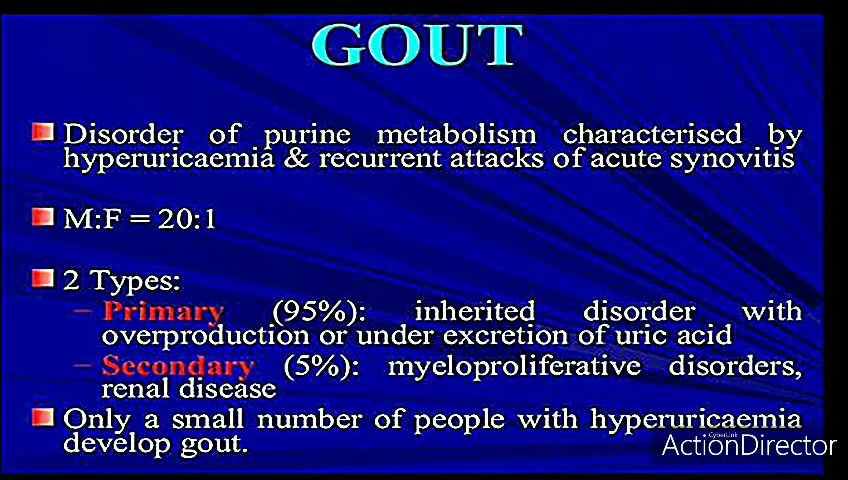 GOUT
Disorder of purine metabolism characterised by
hyperuricaemia & recurrent attacks of acute synovitis
M:F = 20:1
2 Types:
– Primary (95%): inherited disorder with
overproduction or under excretion of uric acid
– Secondary (5%): myeloproliferative disorders,
renal disease
Only a small number of people with hyperuricaemia
develop gout.
CyberLink
ActionDirector